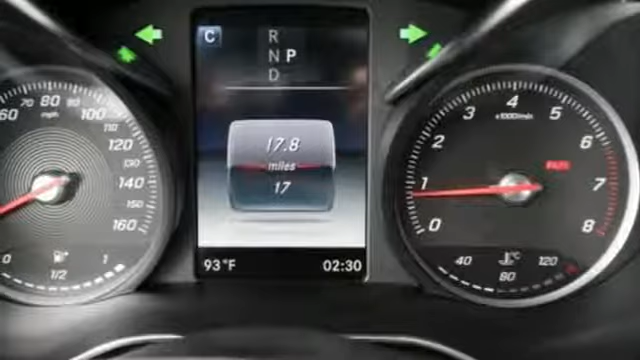 C
R
N P
D
17.8
miles
17
93°F
02:30
60 70 80 90 100
mph
110
120
130
140
150
160
0 1/2 1
0 1 2 3 4 5 6 7 8
x1000/min
40 80 120
°C